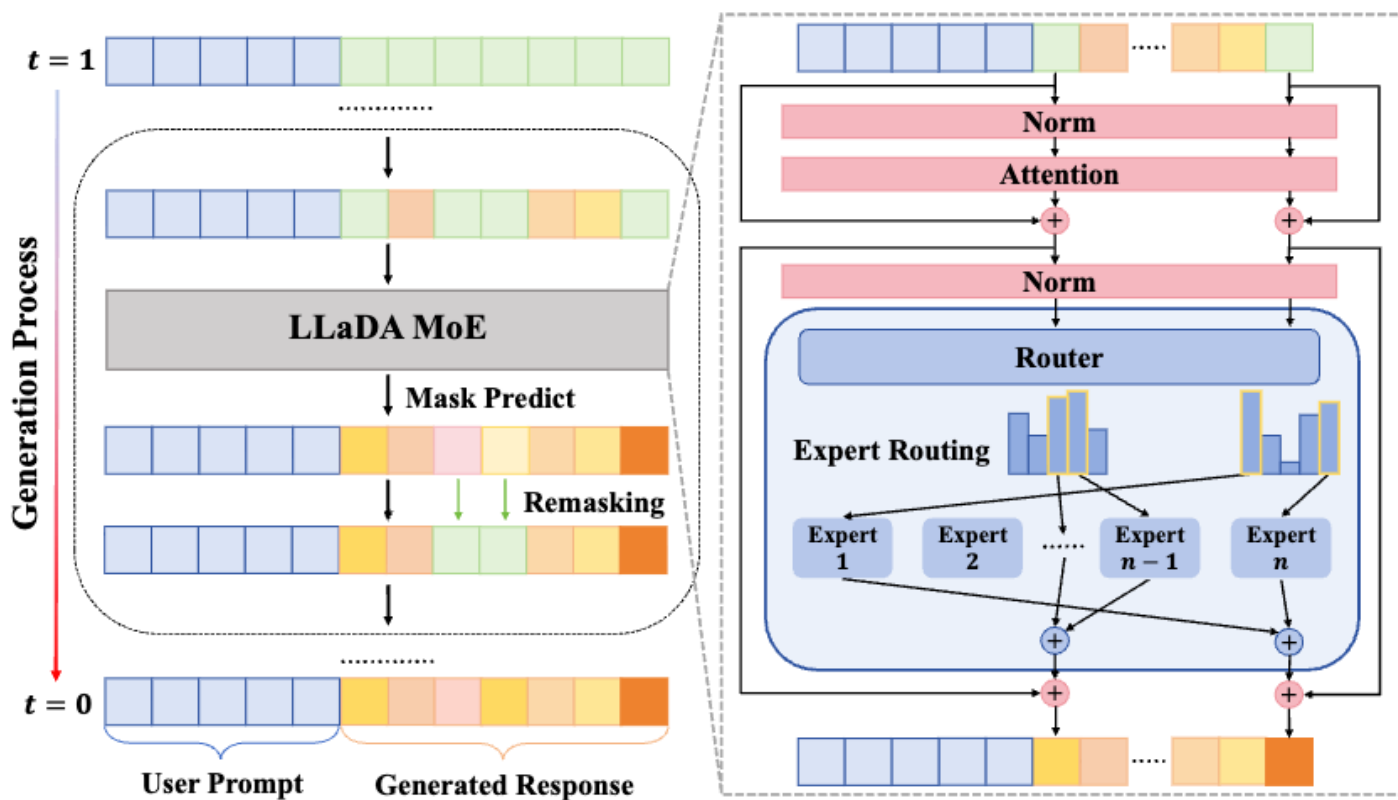 t = 1
..........
Generation Process
LLaDA MoE
Mask Predict
Remasking
..........
t = 0
User Prompt
Generated Response
.....
Norm
Attention
+
+
Norm
Router
Expert Routing
Expert
1
Expert
2
......
Expert
n − 1
Expert
n
+
+
+
+
.....